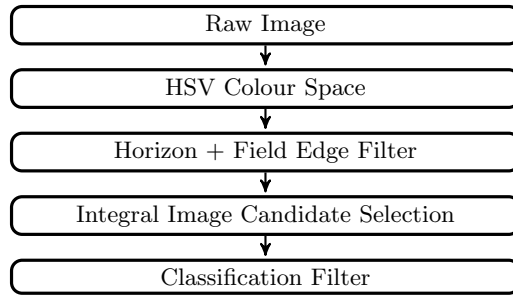 Raw Image
HSV Colour Space
Horizon + Field Edge Filter
Integral Image Candidate Selection
Classification Filter